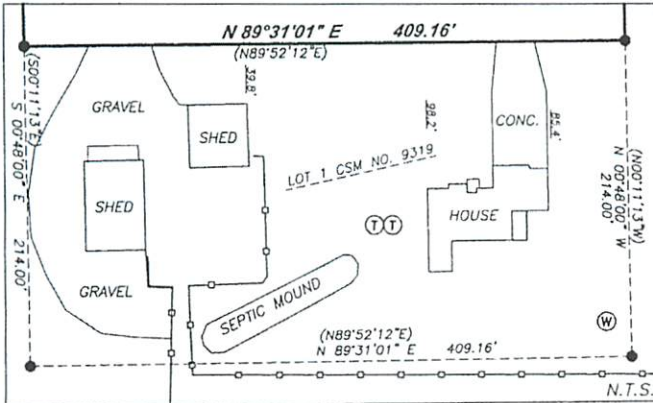 N 89°31'01" E 409.16'
(N89°52'12"E)
(S00°11'13"E)
S 00°48'00" E 214.00'
GRAVEL
39.8'
SHED
98.2'
CONC.
85.4'
(N00°11'13"W)
N 00°48'00" W
214.00'
LOT 1 CSM NO. 9319
SHED
HOUSE
T T
GRAVEL
SEPTIC MOUND
W
(N89°52'12"E)
N 89°31'01" E 409.16'
N.T.S.